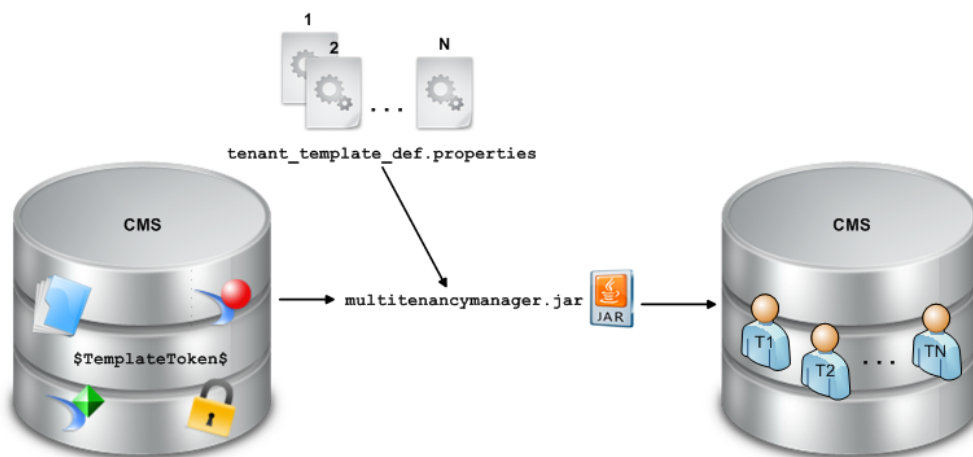 1
2
N
. . .
tenant_template_def.properties
CMS
CMS
multitenancymanager.jar
JAR
$TemplateToken$
T1
T2
. . .
TN